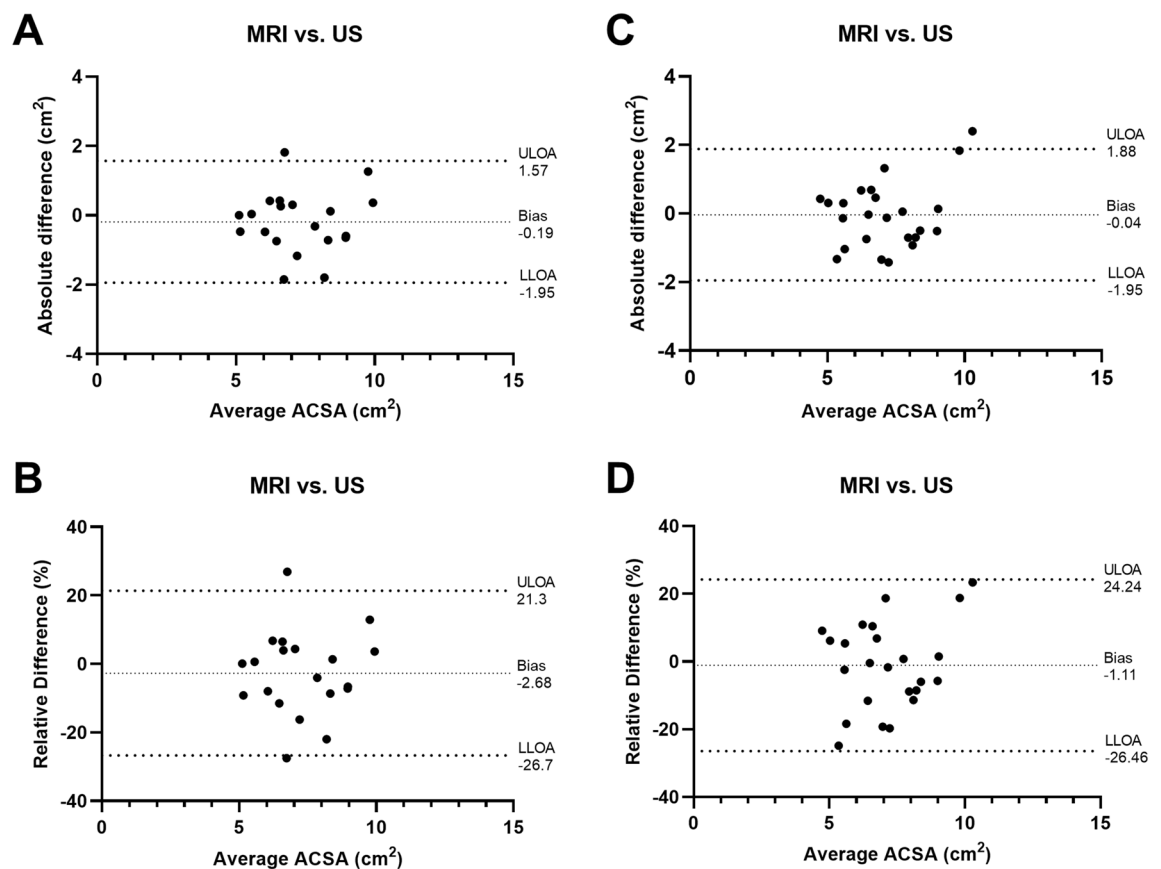 A
MRI vs. US
Absolute difference (cm²)
4
2
0
-2
-4
ULOA
1.57
Bias
-0.19
LLOA
-1.95
0
5
10
15
Average ACSA (cm²)
C
MRI vs. US
Absolute difference (cm²)
4
2
0
-2
-4
ULOA
1.88
Bias
-0.04
LLOA
-1.95
0
5
10
15
Average ACSA (cm²)
B
MRI vs. US
Relative Difference (%)
40
20
0
-20
-40
ULOA
21.3
Bias
-2.68
LLOA
-26.7
0
5
10
15
Average ACSA (cm²)
D
MRI vs. US
Relative Difference (%)
40
20
0
-20
-40
ULOA
24.24
Bias
-1.11
LLOA
-26.46
0
5
10
15
Average ACSA (cm²)